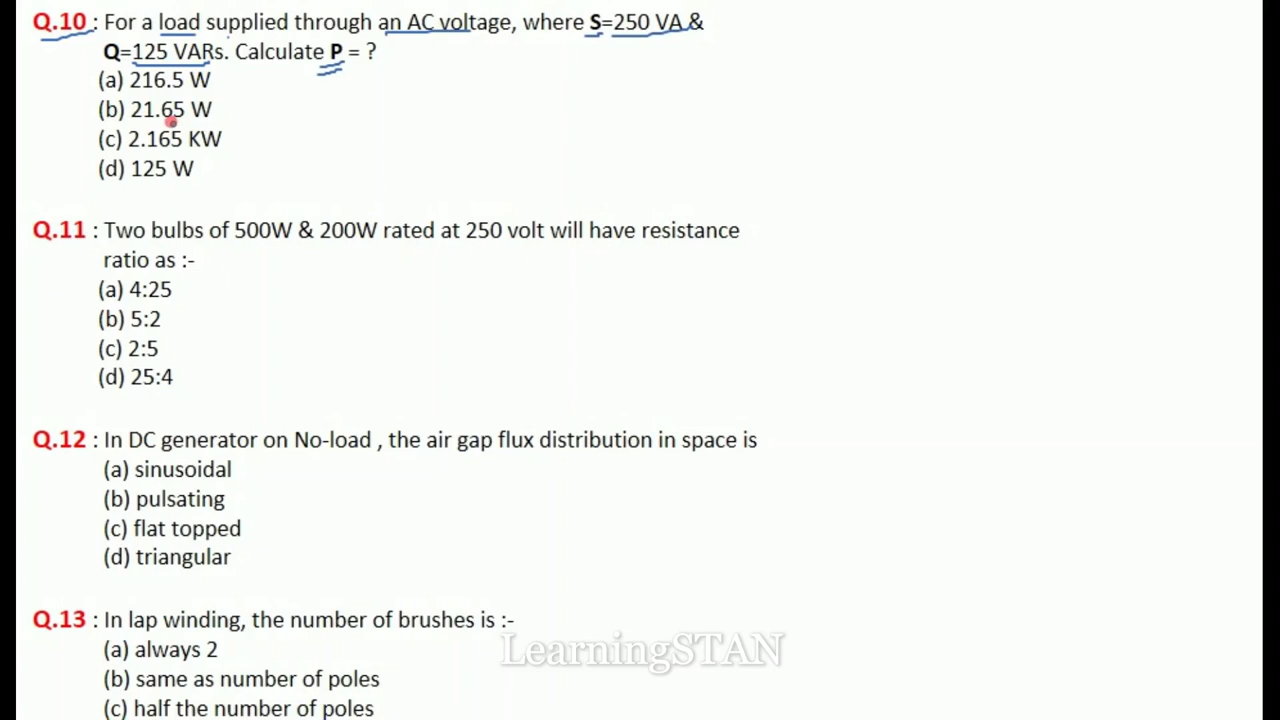 Q.10 : For a load supplied through an AC voltage, where S=250 VA &
Q=125 VARs. Calculate P = ?
(a) 216.5 W
(b) 21.65 W
(c) 2.165 KW
(d) 125 W
Q.11 : Two bulbs of 500W & 200W rated at 250 volt will have resistance
ratio as :-
(a) 4:25
(b) 5:2
(c) 2:5
(d) 25:4
Q.12 : In DC generator on No-load , the air gap flux distribution in space is
(a) sinusoidal
(b) pulsating
(c) flat topped
(d) triangular
Q.13 : In lap winding, the number of brushes is :-
(a) always 2
(b) same as number of poles
(c) half the number of poles
LearningSTAN